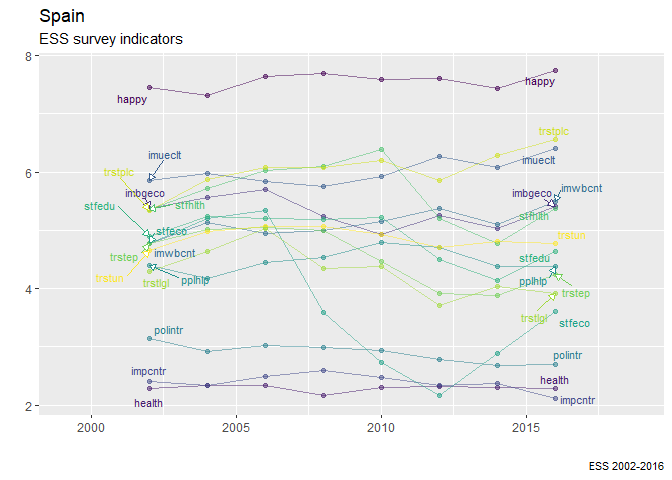 Spain
ESS survey indicators
8
happy
happy
trstplc
imueclt
imueclt
6
trstplc
imbgeco
imbgeco
imwbcnt
stfedu
stfhlth
stfhlth
stfeco
trstun
trstep
imwbcnt
stfedu
trstun
trstlgl
pplhlp
pplhlp
trstep
4
trstlgl
stfeco
polintr
polintr
impcntr
health
health
impcntr
2
2000
2005
2010
2015
ESS 2002-2016